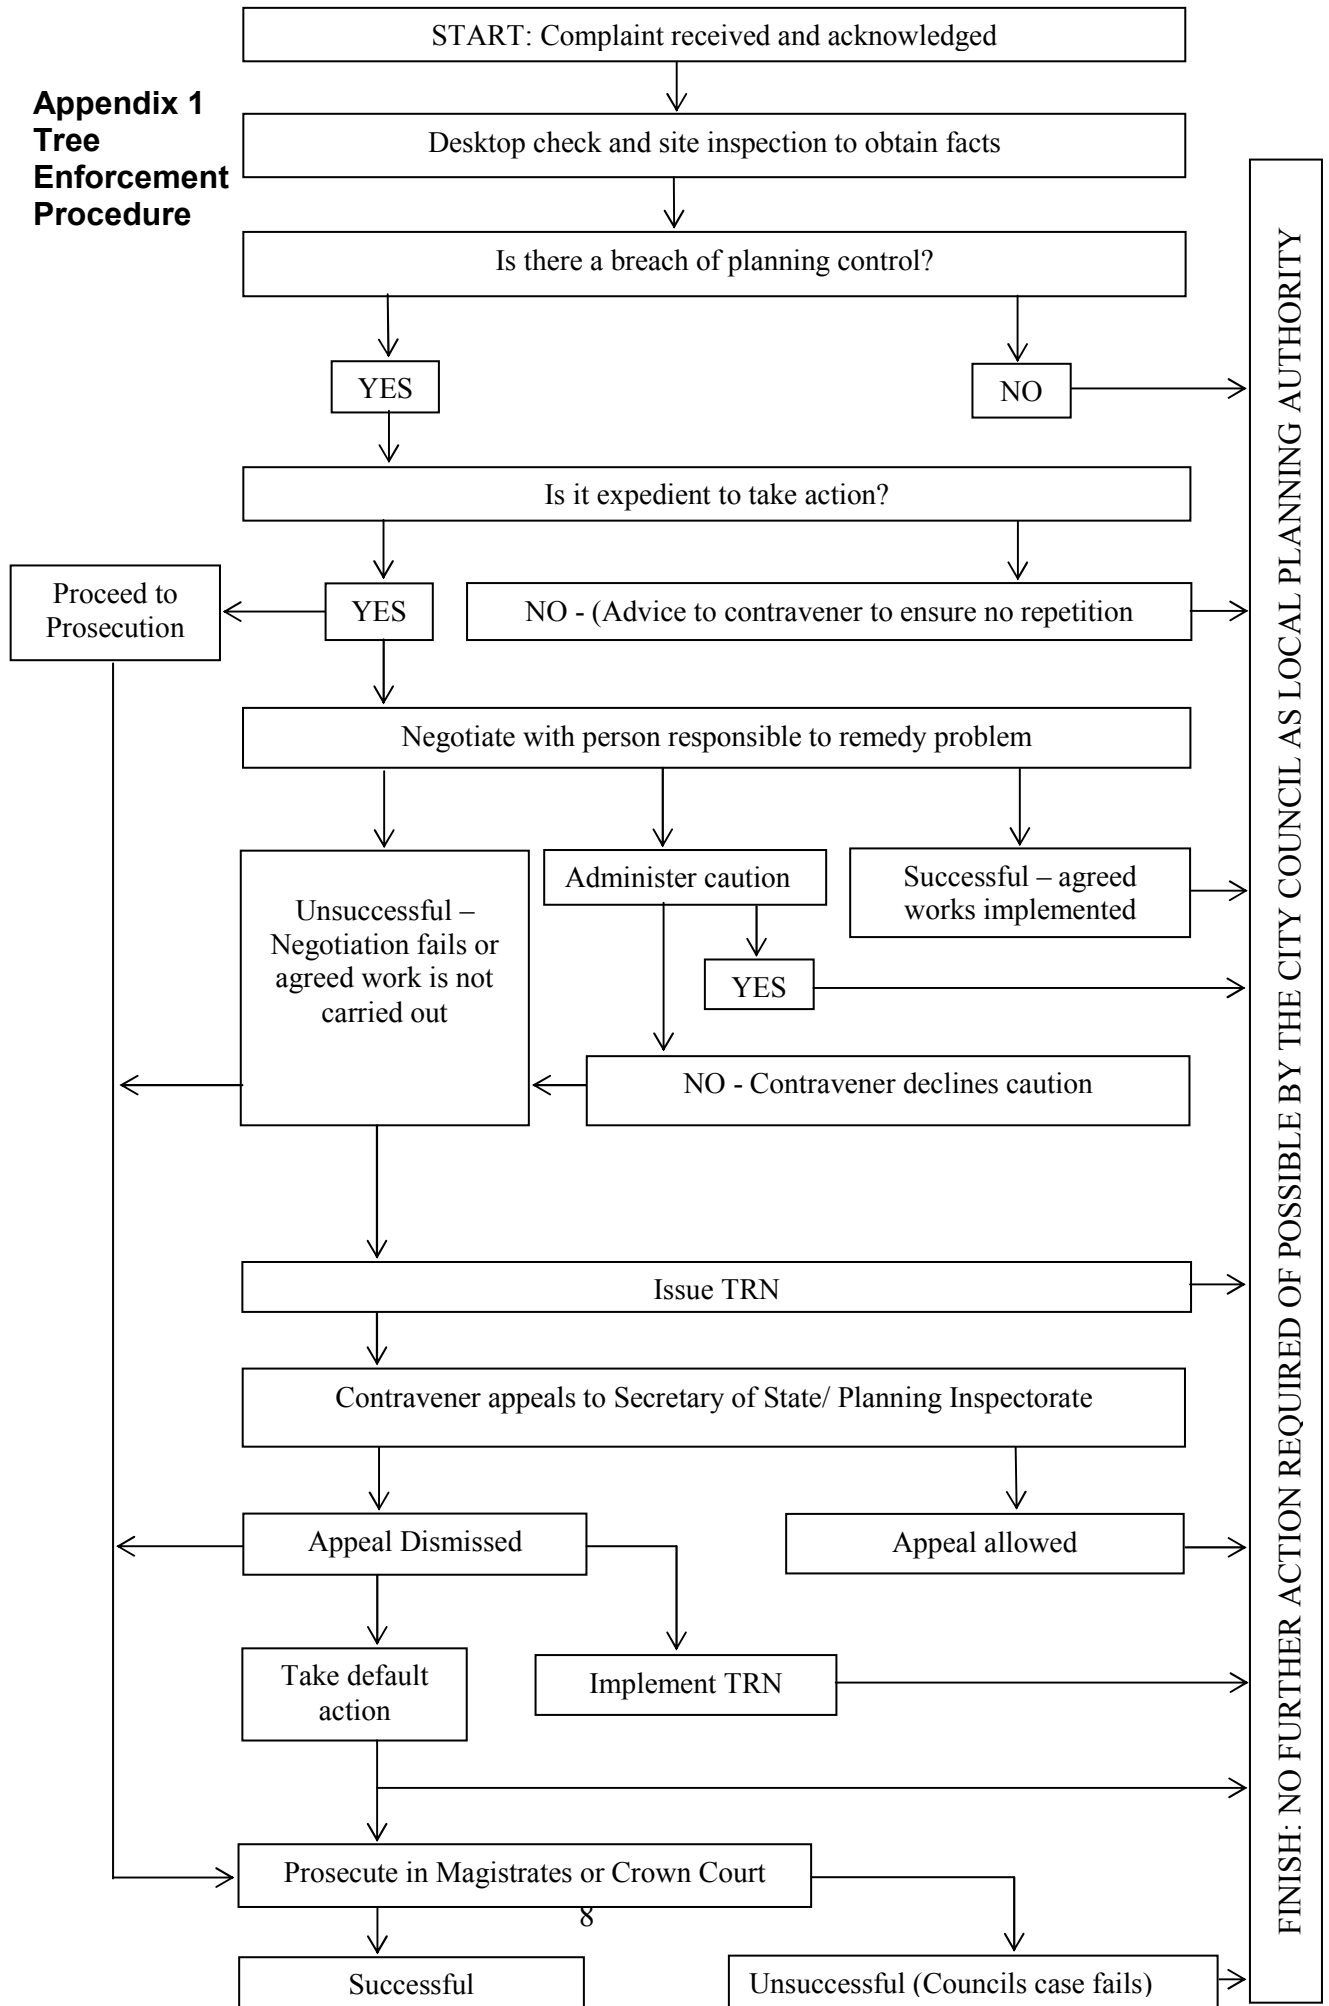 START: Complaint received and acknowledged
Appendix 1
Tree
Enforcement
Procedure
Desktop check and site inspection to obtain facts
Is there a breach of planning control?
YES
NO
Is it expedient to take action?
Proceed to
Prosecution
YES
NO - (Advice to contravener to ensure no repetition
Negotiate with person responsible to remedy problem
Unsuccessful –
Negotiation fails or
agreed work is not
carried out
Administer caution
Successful – agreed
works implemented
YES
NO - Contravener declines caution
Issue TRN
Contravener appeals to Secretary of State/ Planning Inspectorate
Appeal Dismissed
Appeal allowed
Take default
action
Implement TRN
Prosecute in Magistrates or Crown Court
8
Successful
Unsuccessful (Councils case fails)
FINISH: NO FURTHER ACTION REQUIRED OF POSSIBLE BY THE CITY COUNCIL AS LOCAL PLANNING AUTHORITY